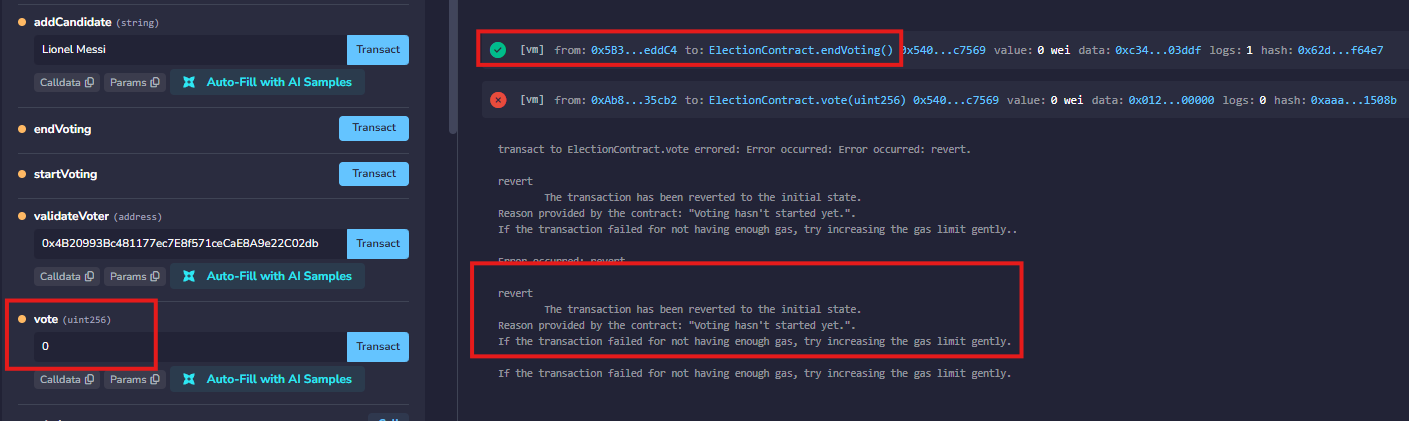 addCandidate (string)
Lionel Messi
Transact
Calldata
Params
Auto-Fill with AI Samples
endVoting
Transact
startVoting
Transact
validateVoter (address)
0x4B20993Bc481177ec7E8f571ceCaE8A9e22C02db
Transact
Calldata
Params
Auto-Fill with AI Samples
vote (uint256)
0
Transact
Calldata
Params
Auto-Fill with AI Samples
[vm] from: 0x5B3...eddC4 to: ElectionContract.endVoting() 0x540...c7569 value: 0 wei data: 0xc34...03ddf logs: 1 hash: 0x62d...f64e7
[vm] from: 0xAb8...35cb2 to: ElectionContract.vote(uint256) 0x540...c7569 value: 0 wei data: 0x012...00000 logs: 0 hash: 0xaaa...1508b
transact to ElectionContract.vote errored: Error occurred: Error occurred: revert.
revert
The transaction has been reverted to the initial state.
Reason provided by the contract: "Voting hasn't started yet.".
If the transaction failed for not having enough gas, try increasing the gas limit gently..
Error occurred: revert
revert
The transaction has been reverted to the initial state.
Reason provided by the contract: "Voting hasn't started yet.".
If the transaction failed for not having enough gas, try increasing the gas limit gently.
If the transaction failed for not having enough gas, try increasing the gas limit gently.